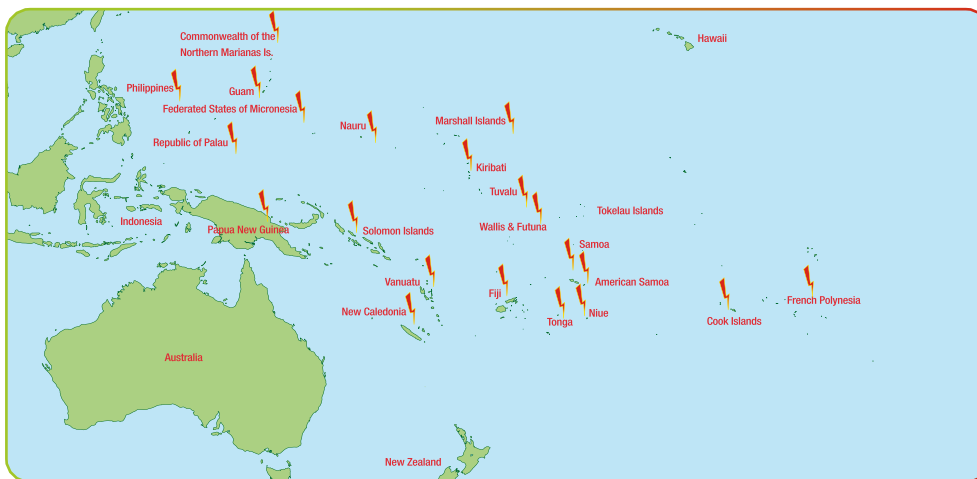 Commonwealth of the
Northern Marianas Is.
Hawaii
Philippines
Guam
Federated States of Micronesia
Nauru
Marshall Islands
Republic of Palau
Kiribati
Tuvalu
Tokelau Islands
Indonesia
Papua New Guinea
Solomon Islands
Wallis & Futuna
Samoa
Vanuatu
Fiji
American Samoa
New Caledonia
Tonga
Niue
Cook Islands
French Polynesia
Australia
New Zealand